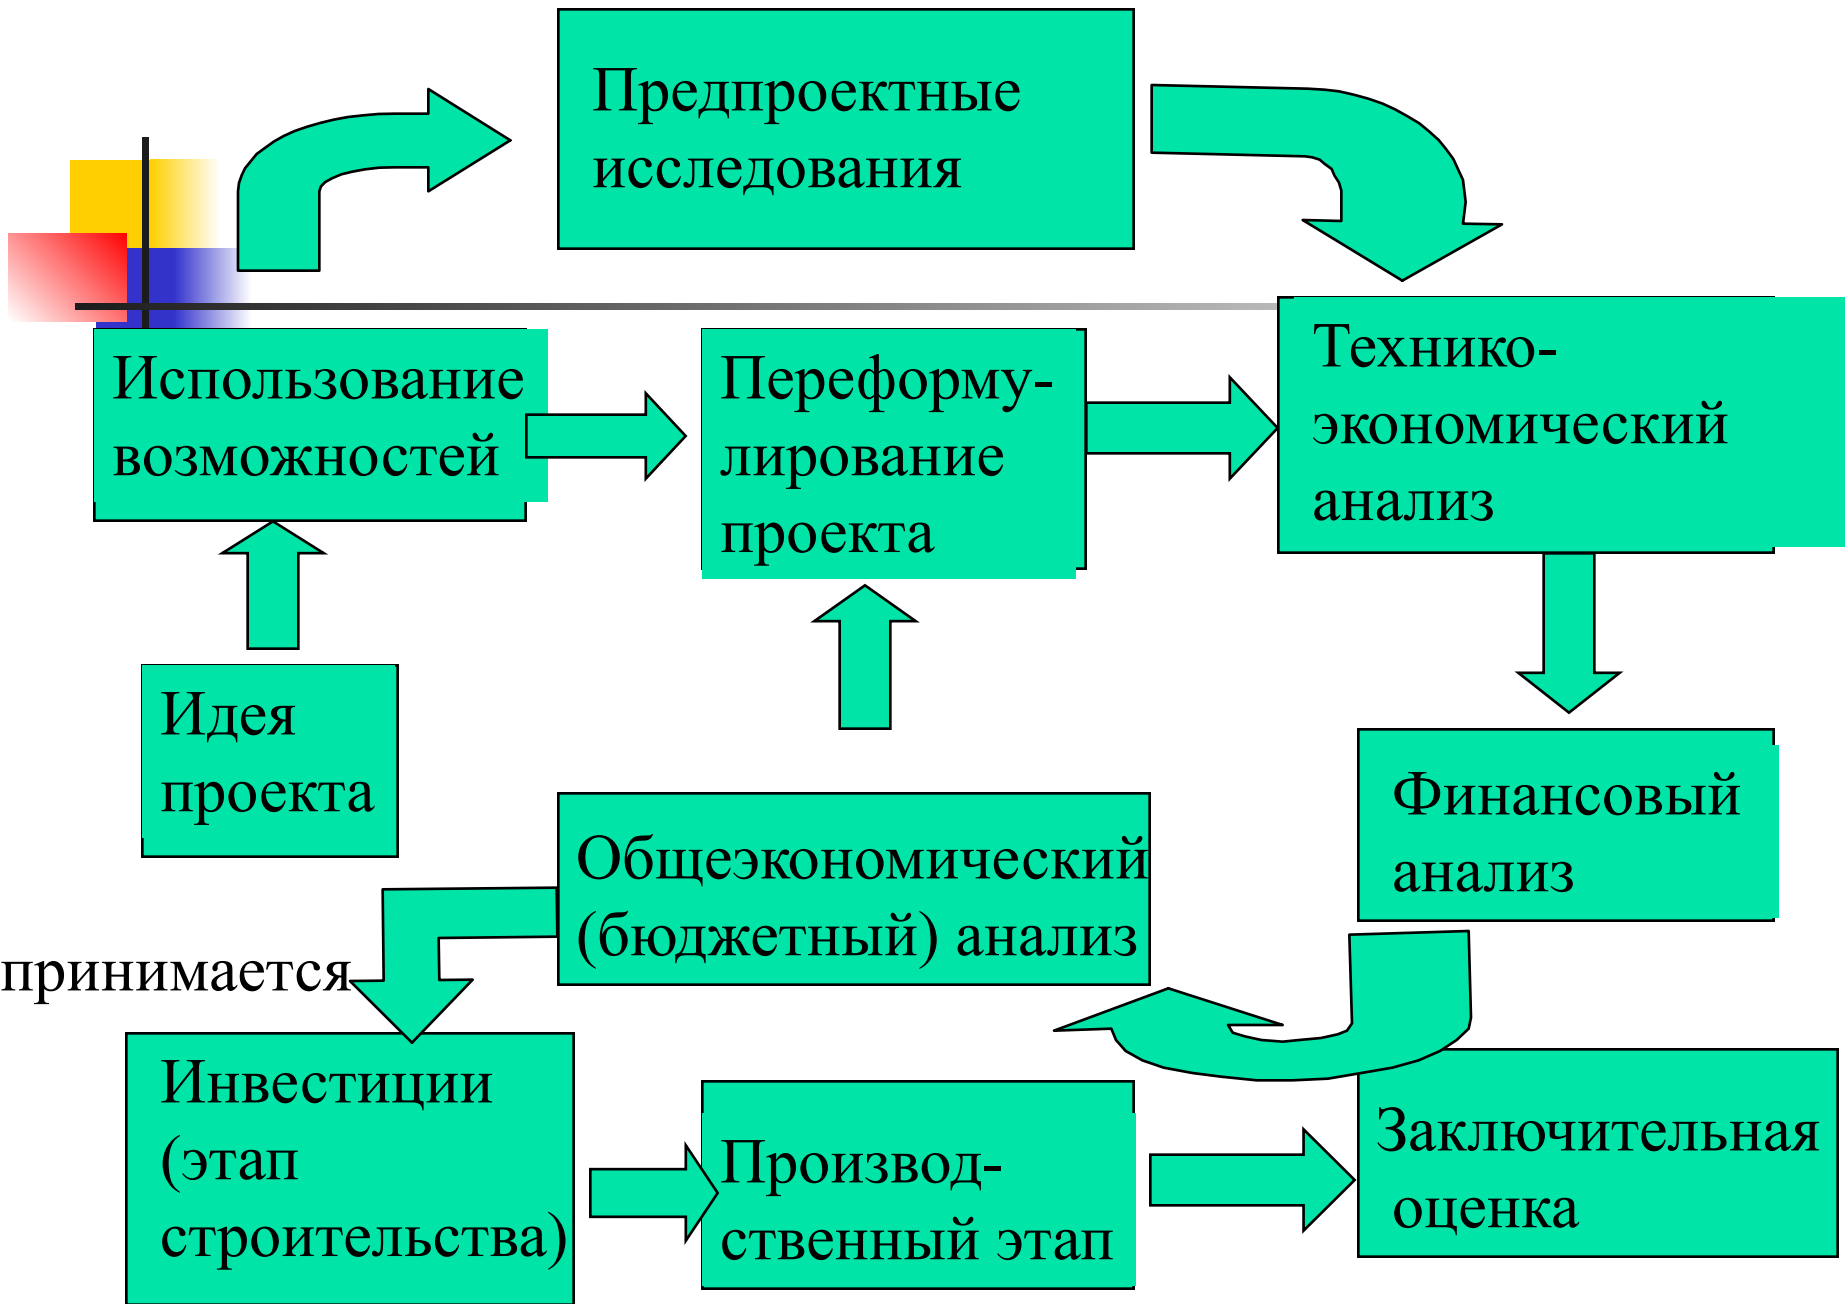 Предпроектные
исследования
Использование
возможностей
Переформу-
лирование
проекта
Технико-
экономический
анализ
Идея
проекта
Финансовый
анализ
Общеэкономический
(бюджетный) анализ
принимается
Инвестиции
(этап
строительства)
Производ-
ственный этап
Заключительная
оценка